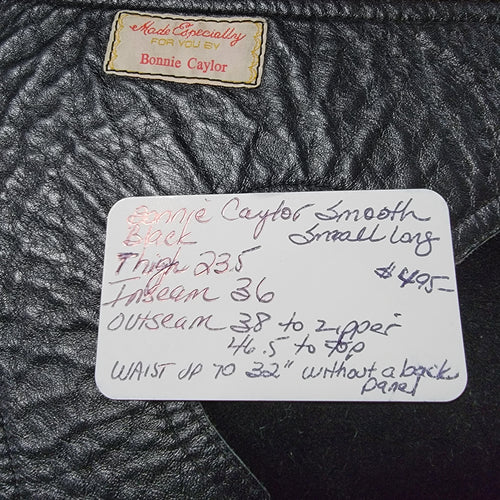 Made Especially
FOR YOU BY
Bonnie Caylor
Bonnie Caylor Smooth
Black Small Long
Thigh 23.5 $495-
Inseam 36
Outseam 38 to zipper
46.5 to top
WAIST UP TO 32" without a back
panel